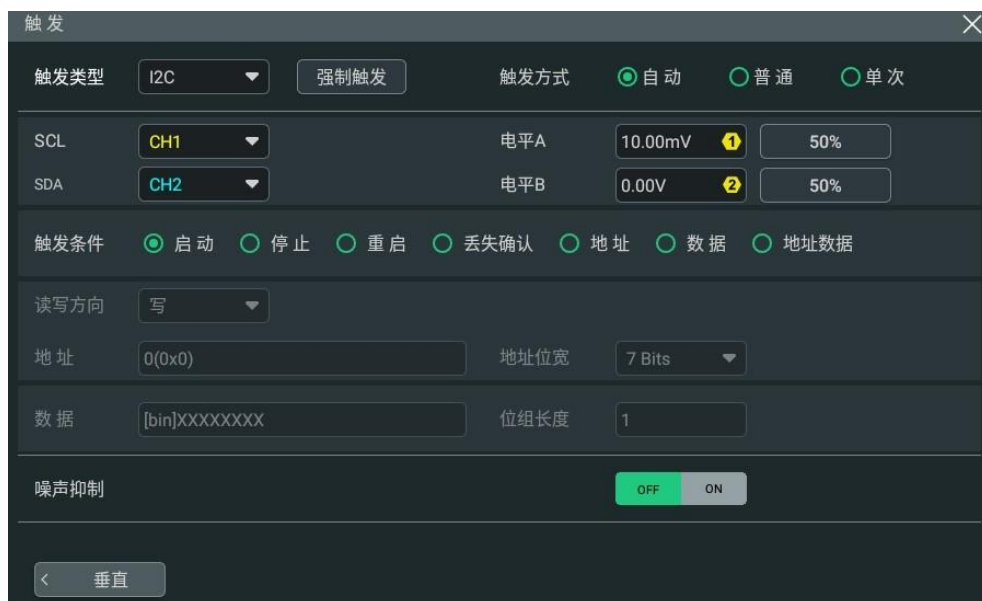 触 发
触发类型 I2C 强制触发 触发方式 自 动 普 通 单 次
SCL CH1 电平A 10.00mV 1 50%
SDA CH2 电平B 0.00V 2 50%
触发条件 启 动 停 止 重 启 丢失确认 地 址 数 据 地址数据
读写方向 写
地 址 0(0x0) 地址位宽 7 Bits
数 据 [bin]XXXXXXXX 位组长度 1
噪声抑制 OFF ON
< 垂直